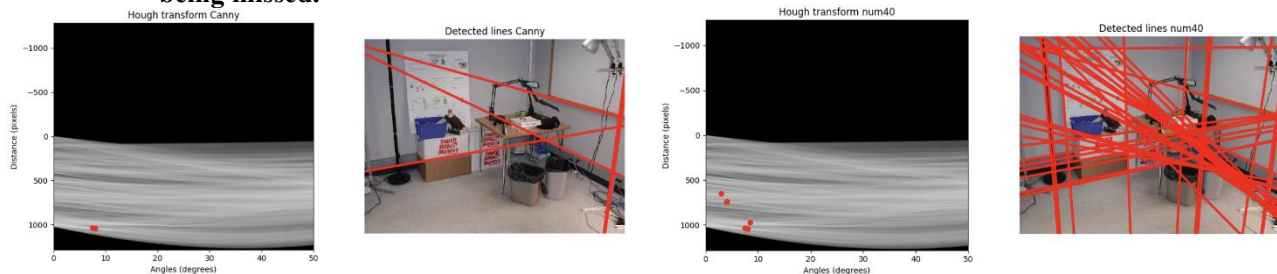 being missed.
Hough transform Canny
−1000
−500
0
500
1000
Distance (pixels)
0 10 20 30 40 50
Angles (degrees)
Detected lines Canny
Hough transform num40
−1000
−500
0
500
1000
Distance (pixels)
0 10 20 30 40 50
Angles (degrees)
Detected lines num40